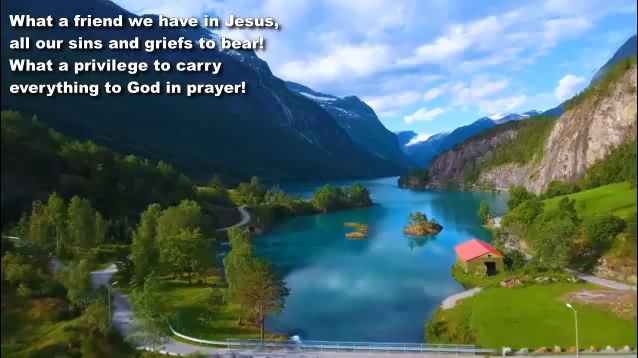 What a friend we have in Jesus,
all our sins and griefs to bear!
What a privilege to carry
everything to God in prayer!